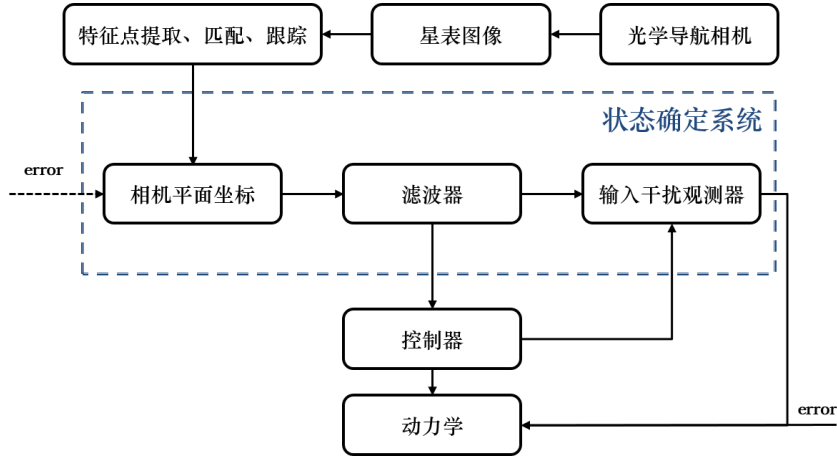 特征点提取、匹配、跟踪
星表图像
光学导航相机
状态确定系统
error
相机平面坐标
滤波器
输入干扰观测器
控制器
error
动力学